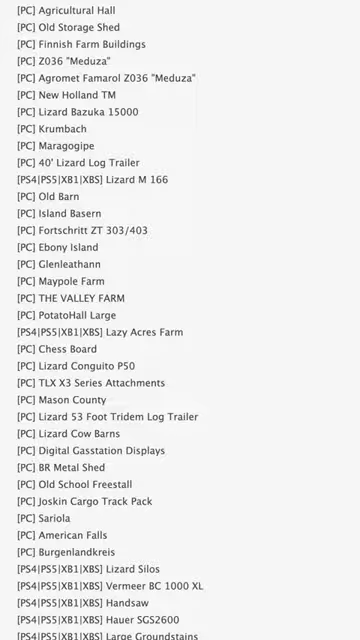 [PC] Agricultural Hall
[PC] Old Storage Shed
[PC] Finnish Farm Buildings
[PC] Z036 "Meduza"
[PC] Agromet Famarol Z036 "Meduza"
[PC] New Holland TM
[PC] Lizard Bazuka 15000
[PC] Krumbach
[PC] Maragogipe
[PC] 40' Lizard Log Trailer
[PS4|PS5|XB1|XBS] Lizard M 166
[PC] Old Barn
[PC] Island Basern
[PC] Fortschritt ZT 303/403
[PC] Ebony Island
[PC] Glenleathann
[PC] Maypole Farm
[PC] THE VALLEY FARM
[PC] PotatoHall Large
[PS4|PS5|XB1|XBS] Lazy Acres Farm
[PC] Chess Board
[PC] Lizard Conguito P50
[PC] TLX X3 Series Attachments
[PC] Mason County
[PC] Lizard 53 Foot Tridem Log Trailer
[PC] Lizard Cow Barns
[PC] Digital Gasstation Displays
[PC] BR Metal Shed
[PC] Old School Freestall
[PC] Joskin Cargo Track Pack
[PC] Sariola
[PC] American Falls
[PC] Burgenlandkreis
[PS4|PS5|XB1|XBS] Lizard Silos
[PS4|PS5|XB1|XBS] Vermeer BC 1000 XL
[PS4|PS5|XB1|XBS] Handsaw
[PS4|PS5|XB1|XBS] Hauer SGS2600
[PS4|PS5|XB1|XBS] Large Groundstains